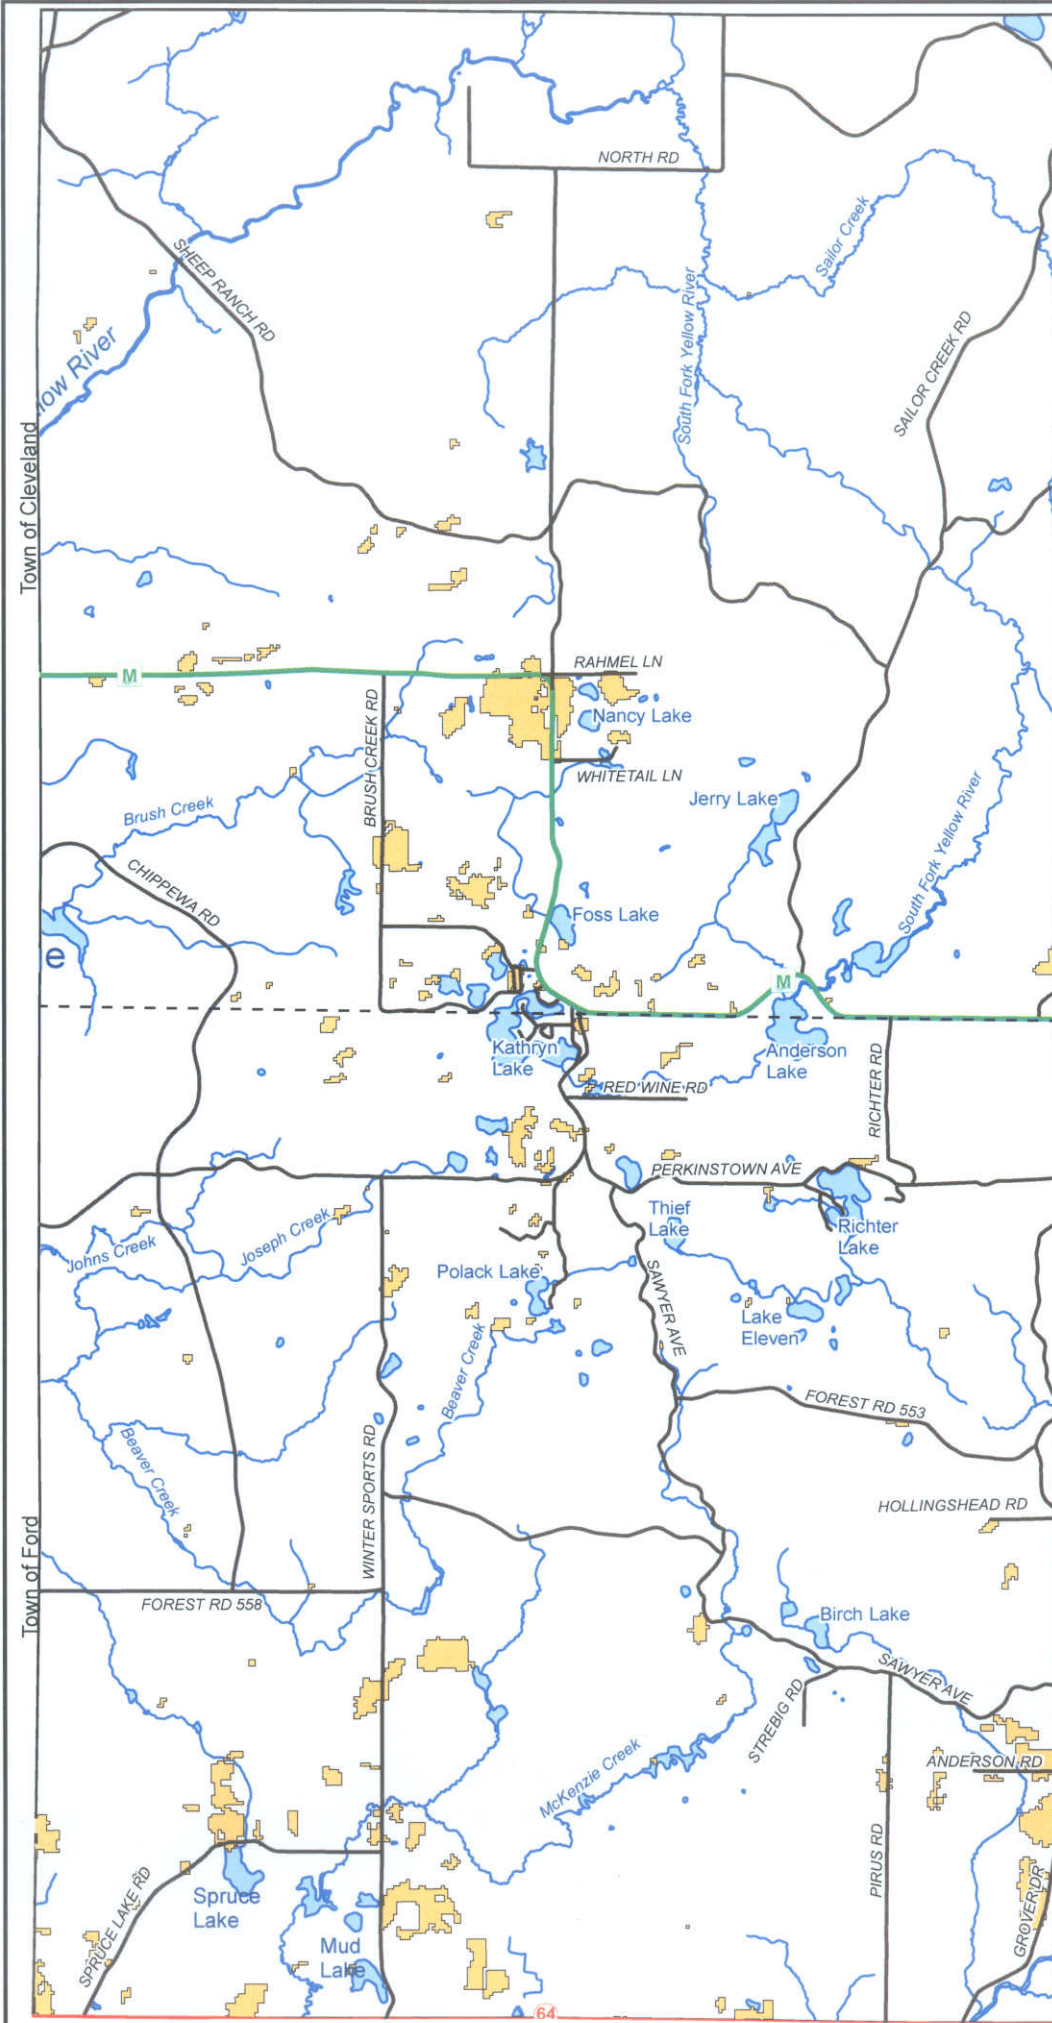 NORTH RD
Sailor Creek
SHEEP RANCH RD
South Fork Yellow River
low River
SAILOR CREEK RD
Town of Cleveland
RAHMEL LN
M
BRUSH CREEK RD
Nancy Lake
WHITETAIL LN
Jerry Lake
Brush Creek
South Fork Yellow River
CHIPPEWA RD
Foss Lake
e
M
Kathryn
Lake
Anderson
Lake
RED WINE RD
RICHTER RD
PERKINSTOWN AVE
Thief
Lake
Richter
Lake
Johns Creek
Joseph Creek
Polack Lake
SAWYER AVE
Lake
Eleven
Beaver Creek
FOREST RD 553
Beaver Creek
WINTER SPORTS RD
HOLLINGSHEAD RD
Town of Ford
FOREST RD 558
Birch Lake
SAWYER AVE
STREBIG RD
McKenzie Creek
ANDERSON RD
PIRUS RD
SPRUCE LAKE RD
Spruce
Lake
GROVER DR
Mud
Lake
64